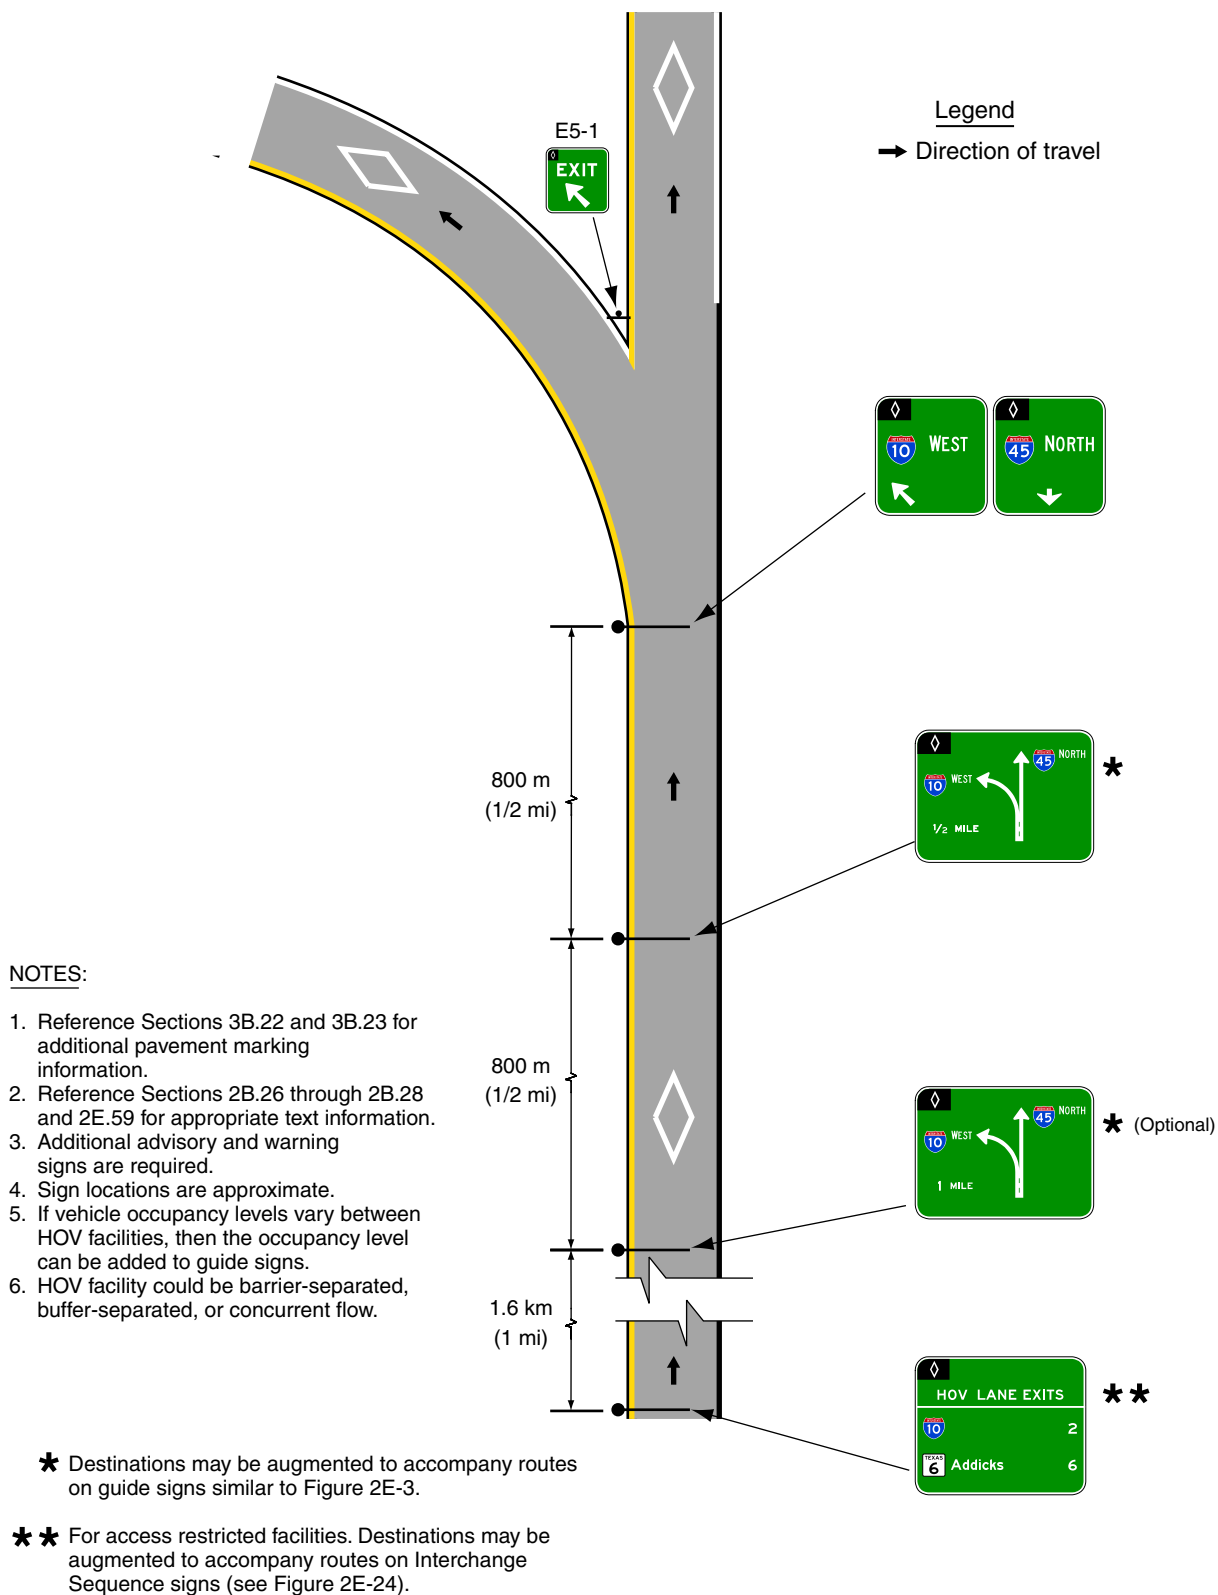 E5-1
EXIT
Legend
Direction of travel
INTERSTATE
10
WEST
INTERSTATE
45
NORTH
800 m
(1/2 mi)
45
NORTH
10
WEST
1/2 MILE
*
NOTES:
1. Reference Sections 3B.22 and 3B.23 for
additional pavement marking
information.
2. Reference Sections 2B.26 through 2B.28
and 2E.59 for appropriate text information.
3. Additional advisory and warning
signs are required.
4. Sign locations are approximate.
5. If vehicle occupancy levels vary between
HOV facilities, then the occupancy level
can be added to guide signs.
6. HOV facility could be barrier-separated,
buffer-separated, or concurrent flow.
800 m
(1/2 mi)
45
NORTH
10
WEST
1 MILE
* (Optional)
1.6 km
(1 mi)
HOV LANE EXITS
10 2
TEXAS
6 Addicks 6
**
* Destinations may be augmented to accompany routes
on guide signs similar to Figure 2E-3.
** For access restricted facilities. Destinations may be
augmented to accompany routes on Interchange
Sequence signs (see Figure 2E-24).